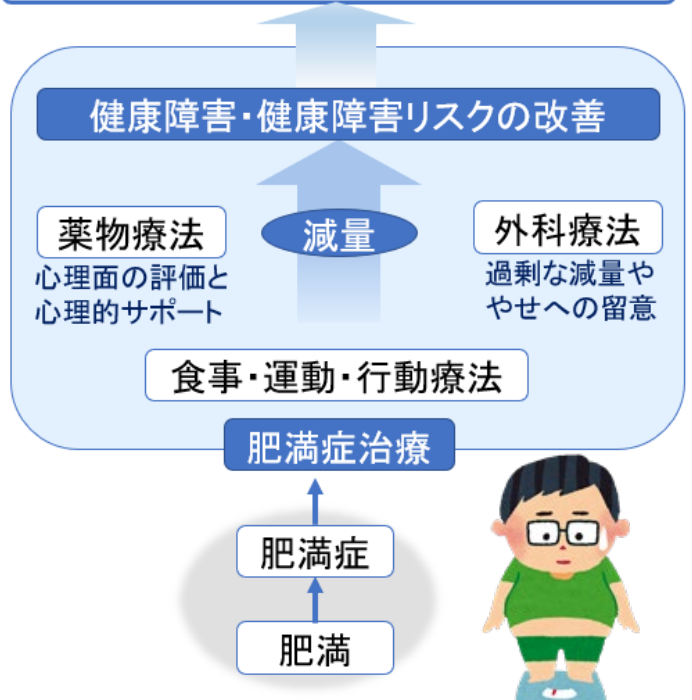 健康障害・健康障害リスクの改善
薬物療法
減量
外科療法
心理面の評価と
心理的サポート
過剰な減量や
やせへの留意
食事・運動・行動療法
肥満症治療
肥満症
肥満